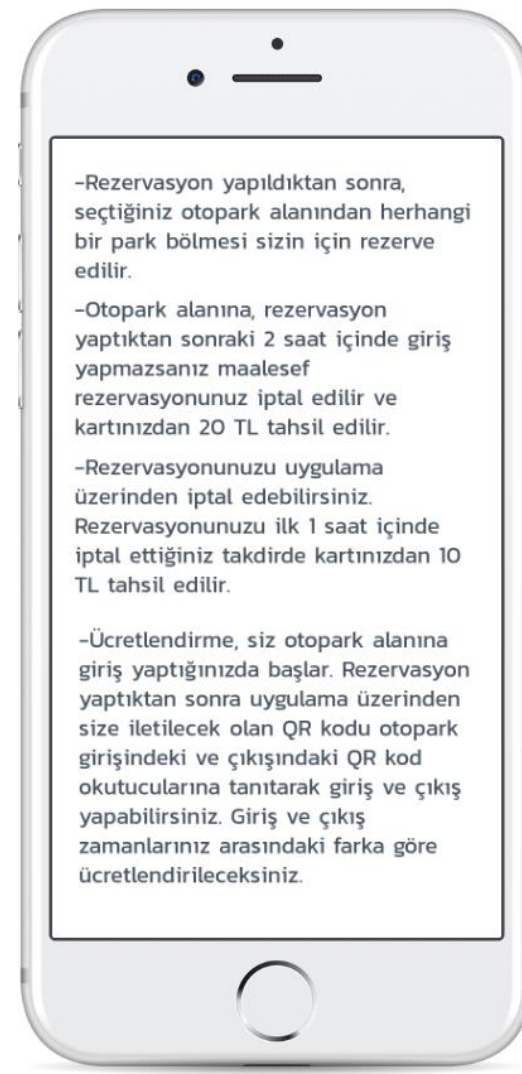 -Rezervasyon yapıldıktan sonra,
seçtiğiniz otopark alanından herhangi
bir park bölmesi sizin için rezerve
edilir.
-Otopark alanına, rezervasyon
yaptıktan sonraki 2 saat içinde giriş
yapmazsanız maalesef
rezervasyonunuz iptal edilir ve
kartınızdan 20 TL tahsil edilir.
-Rezervasyonunuzu uygulama
üzerinden iptal edebilirsiniz.
Rezervasyonunuzu ilk 1 saat içinde
iptal ettiğiniz takdirde kartınızdan 10
TL tahsil edilir.
-Ücretlendirme, siz otopark alanına
giriş yaptığınızda başlar. Rezervasyon
yaptıktan sonra uygulama üzerinden
size iletilecek olan QR kodu otopark
girişindeki ve çıkışındaki QR kod
okutucularına tanıtarak giriş ve çıkış
yapabilirsiniz. Giriş ve çıkış
zamanlarınız arasındaki farka göre
ücretlendirileceksiniz.